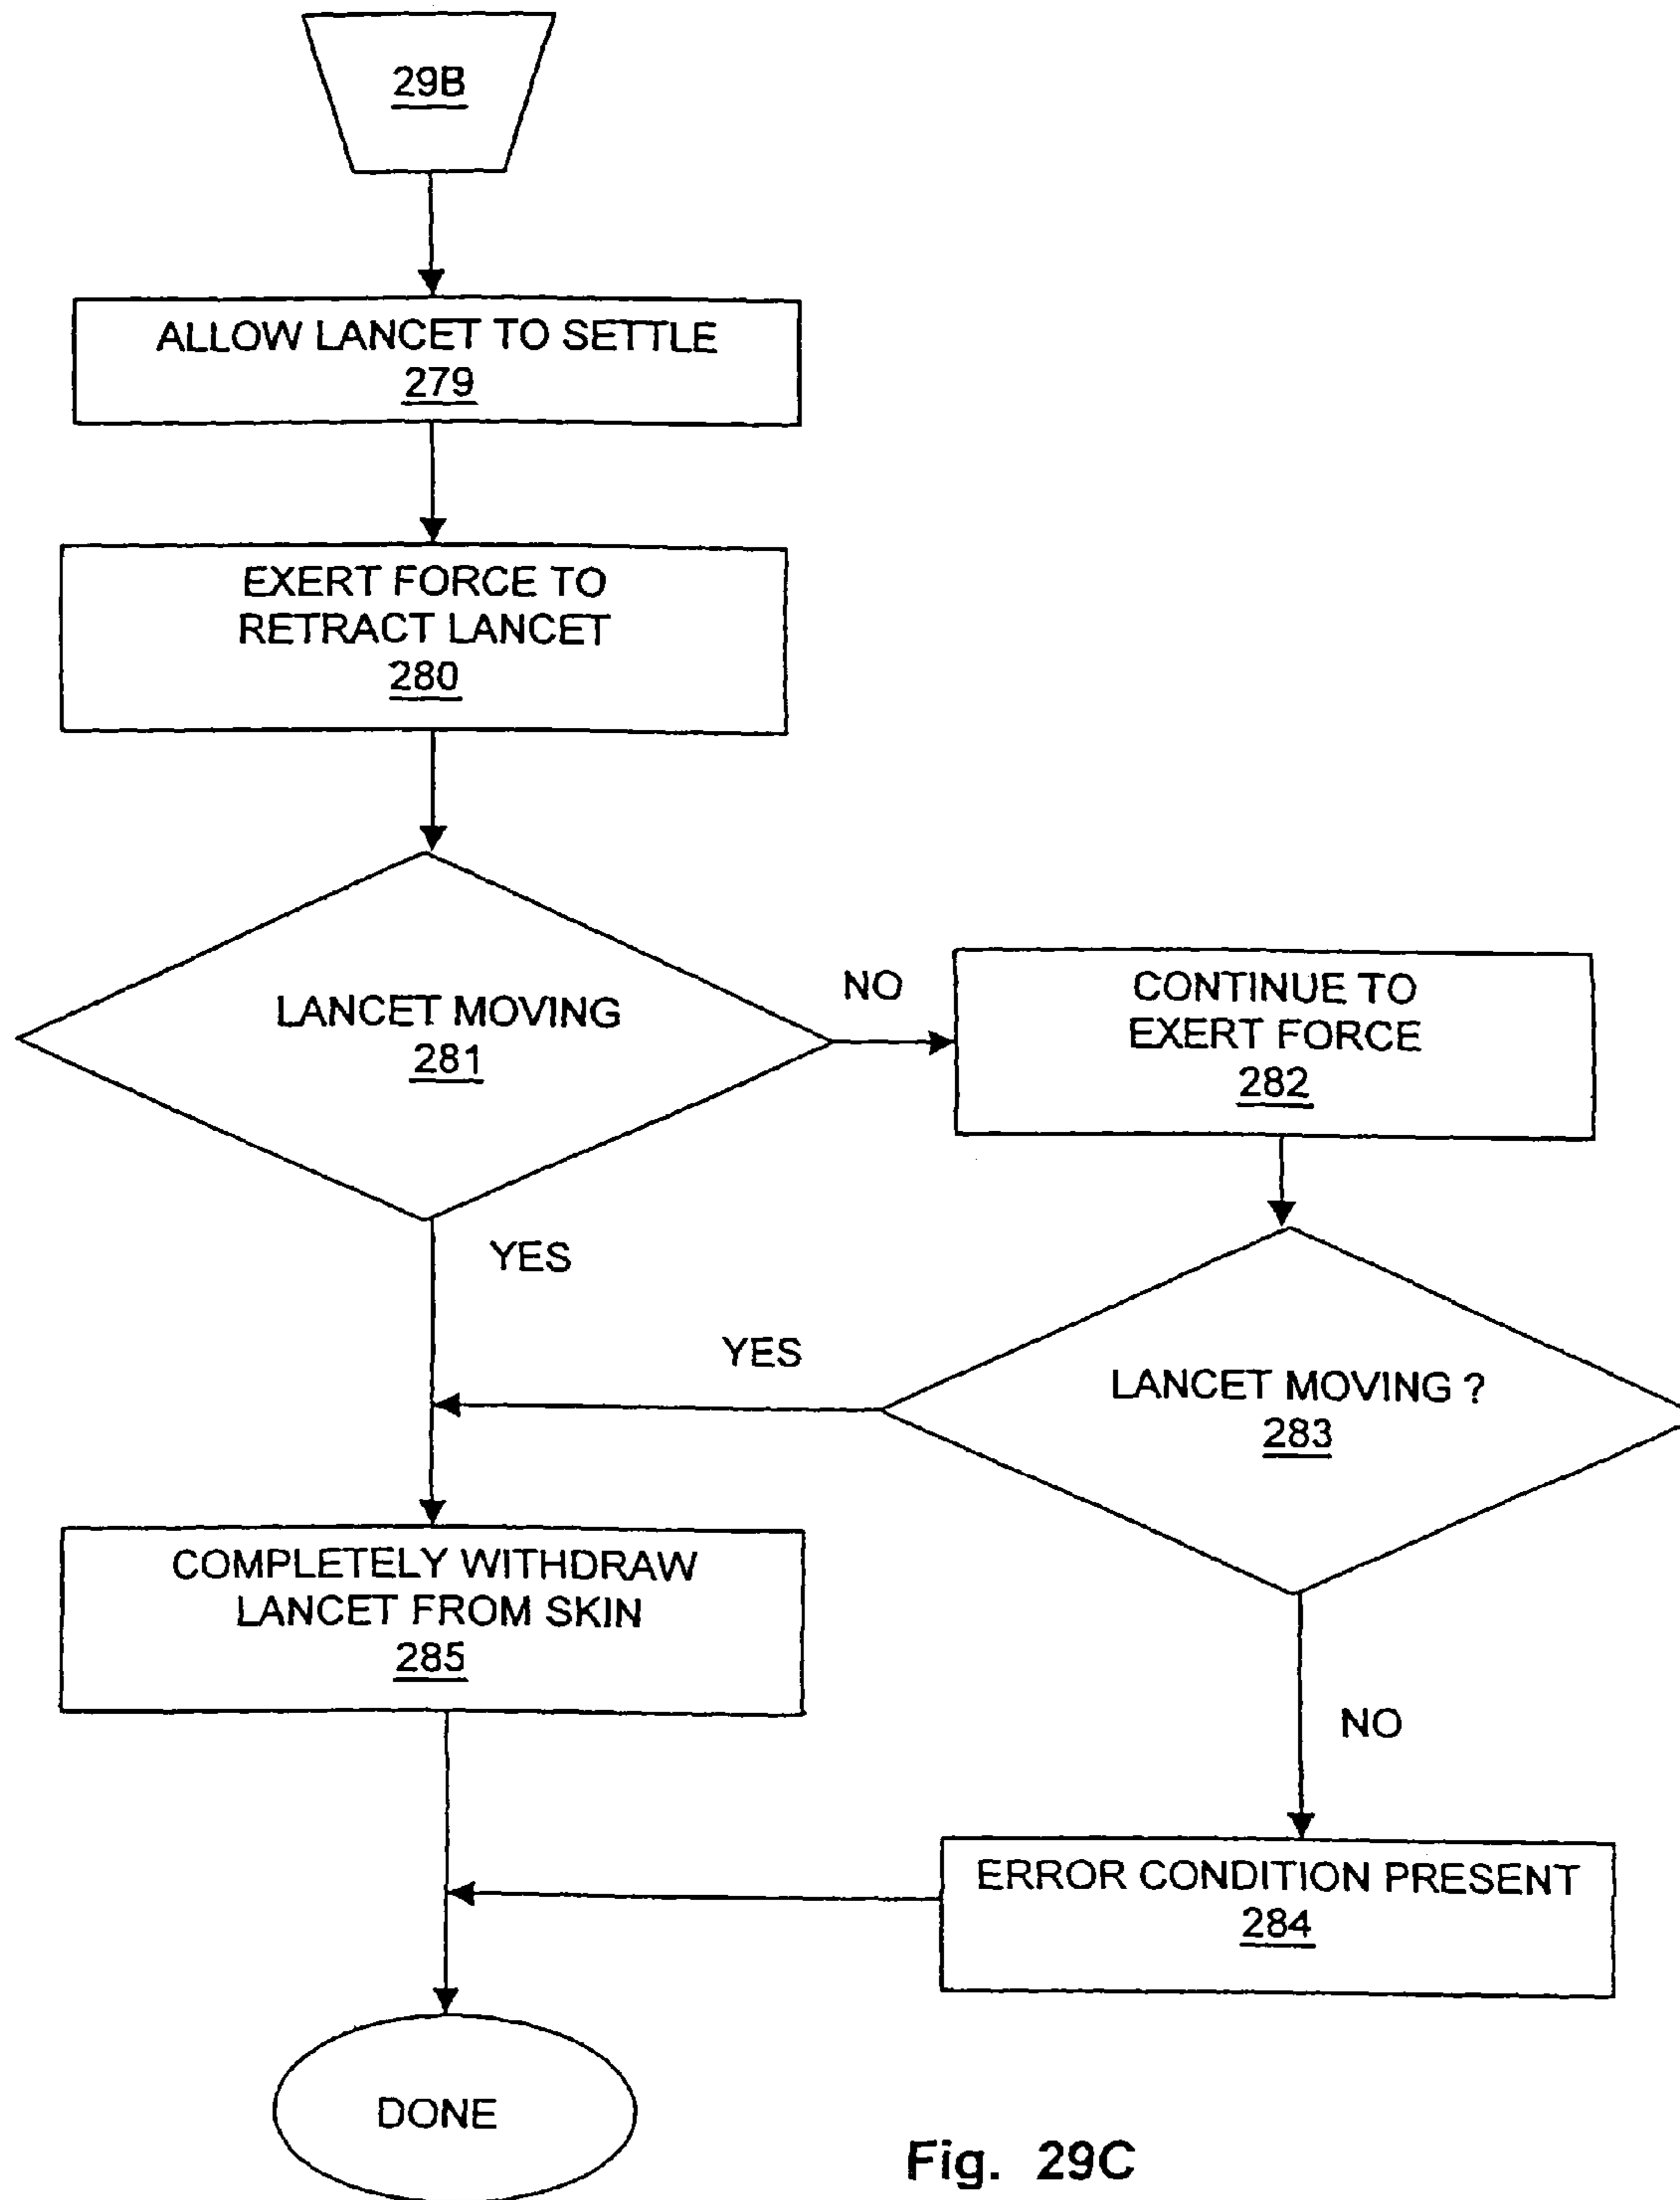 29B
ALLOW LANCET TO SETTLE
279
EXERT FORCE TO
RETRACT LANCET
280
LANCET MOVING
281
NO
CONTINUE TO
EXERT FORCE
282
YES
YES
LANCET MOVING ?
283
COMPLETELY WITHDRAW
LANCET FROM SKIN
285
NO
ERROR CONDITION PRESENT
284
DONE
Fig. 29C